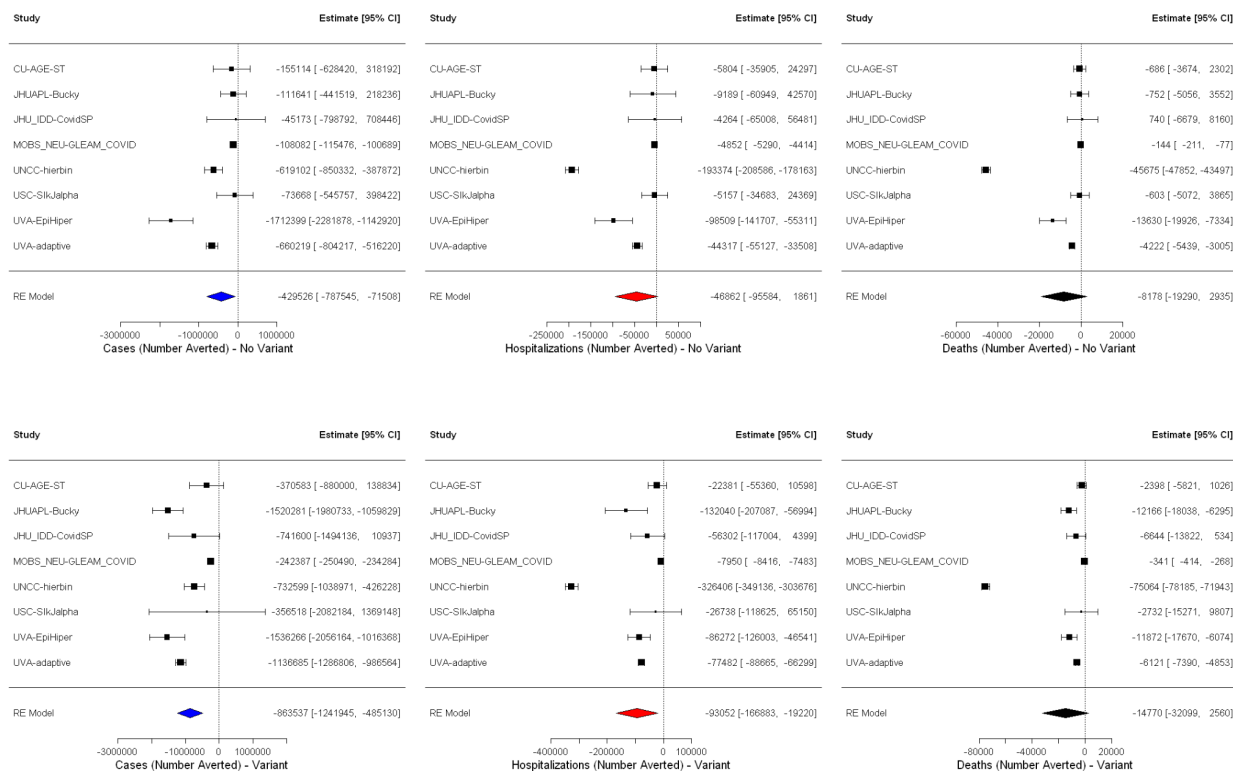 Study Estimate [95% CI]
CU-AGE-ST -155114 [ -628420, 318192]
JHUAPL-Bucky -111641 [ -441519, 218236]
JHU_IDD-CovidSP -45173 [ -798792, 708446]
MOBS_NEU-GLEAM_COVID -108082 [ -115476, -100689]
UNCC-hierbin -619102 [ -850332, -387872]
USC-SIkJalpha -73668 [ -545757, 398422]
UVA-EpiHiper -1712399 [-2281878, -1142920]
UVA-adaptive -660219 [ -804217, -516220]
RE Model -429526 [ -787545, -71508]
-3000000 -1000000 0 1000000
Cases (Number Averted) - No Variant
Study Estimate [95% CI]
CU-AGE-ST -5804 [ -35905, 24297]
JHUAPL-Bucky -9189 [ -60949, 42570]
JHU_IDD-CovidSP -4264 [ -65008, 56481]
MOBS_NEU-GLEAM_COVID -4852 [ -5290, -4414]
UNCC-hierbin -193374 [-208586, -178163]
USC-SIkJalpha -5157 [ -34683, 24369]
UVA-EpiHiper -98509 [-141707, -55311]
UVA-adaptive -44317 [ -55127, -33508]
RE Model -46862 [ -95584, 1861]
-250000 -150000 -50000 0 50000
Hospitalizations (Number Averted) - No Variant
Study Estimate [95% CI]
CU-AGE-ST -686 [ -3674, 2302]
JHUAPL-Bucky -752 [ -5056, 3552]
JHU_IDD-CovidSP 740 [ -6679, 8160]
MOBS_NEU-GLEAM_COVID -144 [ -211, -77]
UNCC-hierbin -45675 [-47852, -43497]
USC-SIkJalpha -603 [ -5072, 3865]
UVA-EpiHiper -13630 [-19926, -7334]
UVA-adaptive -4222 [ -5439, -3005]
RE Model -8178 [-19290, 2935]
-60000 -40000 -20000 0 20000
Deaths (Number Averted) - No Variant
Study Estimate [95% CI]
CU-AGE-ST -370583 [ -880000, 138834]
JHUAPL-Bucky -1520281 [-1980733, -1059829]
JHU_IDD-CovidSP -741600 [-1494136, 10937]
MOBS_NEU-GLEAM_COVID -242387 [ -250490, -234284]
UNCC-hierbin -732599 [-1038971, -426228]
USC-SIkJalpha -356518 [-2082184, 1369148]
UVA-EpiHiper -1536266 [-2056164, -1016368]
UVA-adaptive -1136685 [-1286806, -986564]
RE Model -863537 [-1241945, -485130]
-3000000 -1000000 0 1000000
Cases (Number Averted) - Variant
Study Estimate [95% CI]
CU-AGE-ST -22381 [ -55360, 10598]
JHUAPL-Bucky -132040 [-207087, -56994]
JHU_IDD-CovidSP -56302 [-117004, 4399]
MOBS_NEU-GLEAM_COVID -7950 [ -8416, -7483]
UNCC-hierbin -326406 [-349136, -303676]
USC-SIkJalpha -26738 [-118625, 65150]
UVA-EpiHiper -86272 [-126003, -46541]
UVA-adaptive -77482 [ -88665, -66299]
RE Model -93052 [-166883, -19220]
-400000 -200000 0 100000
Hospitalizations (Number Averted) - Variant
Study Estimate [95% CI]
CU-AGE-ST -2398 [ -5821, 1026]
JHUAPL-Bucky -12166 [-18038, -6295]
JHU_IDD-CovidSP -6644 [-13822, 534]
MOBS_NEU-GLEAM_COVID -341 [ -414, -268]
UNCC-hierbin -75064 [-78185, -71943]
USC-SIkJalpha -2732 [-15271, 9807]
UVA-EpiHiper -11872 [-17670, -6074]
UVA-adaptive -6121 [ -7390, -4853]
RE Model -14770 [-32099, 2560]
-80000 -40000 0 20000
Deaths (Number Averted) - Variant